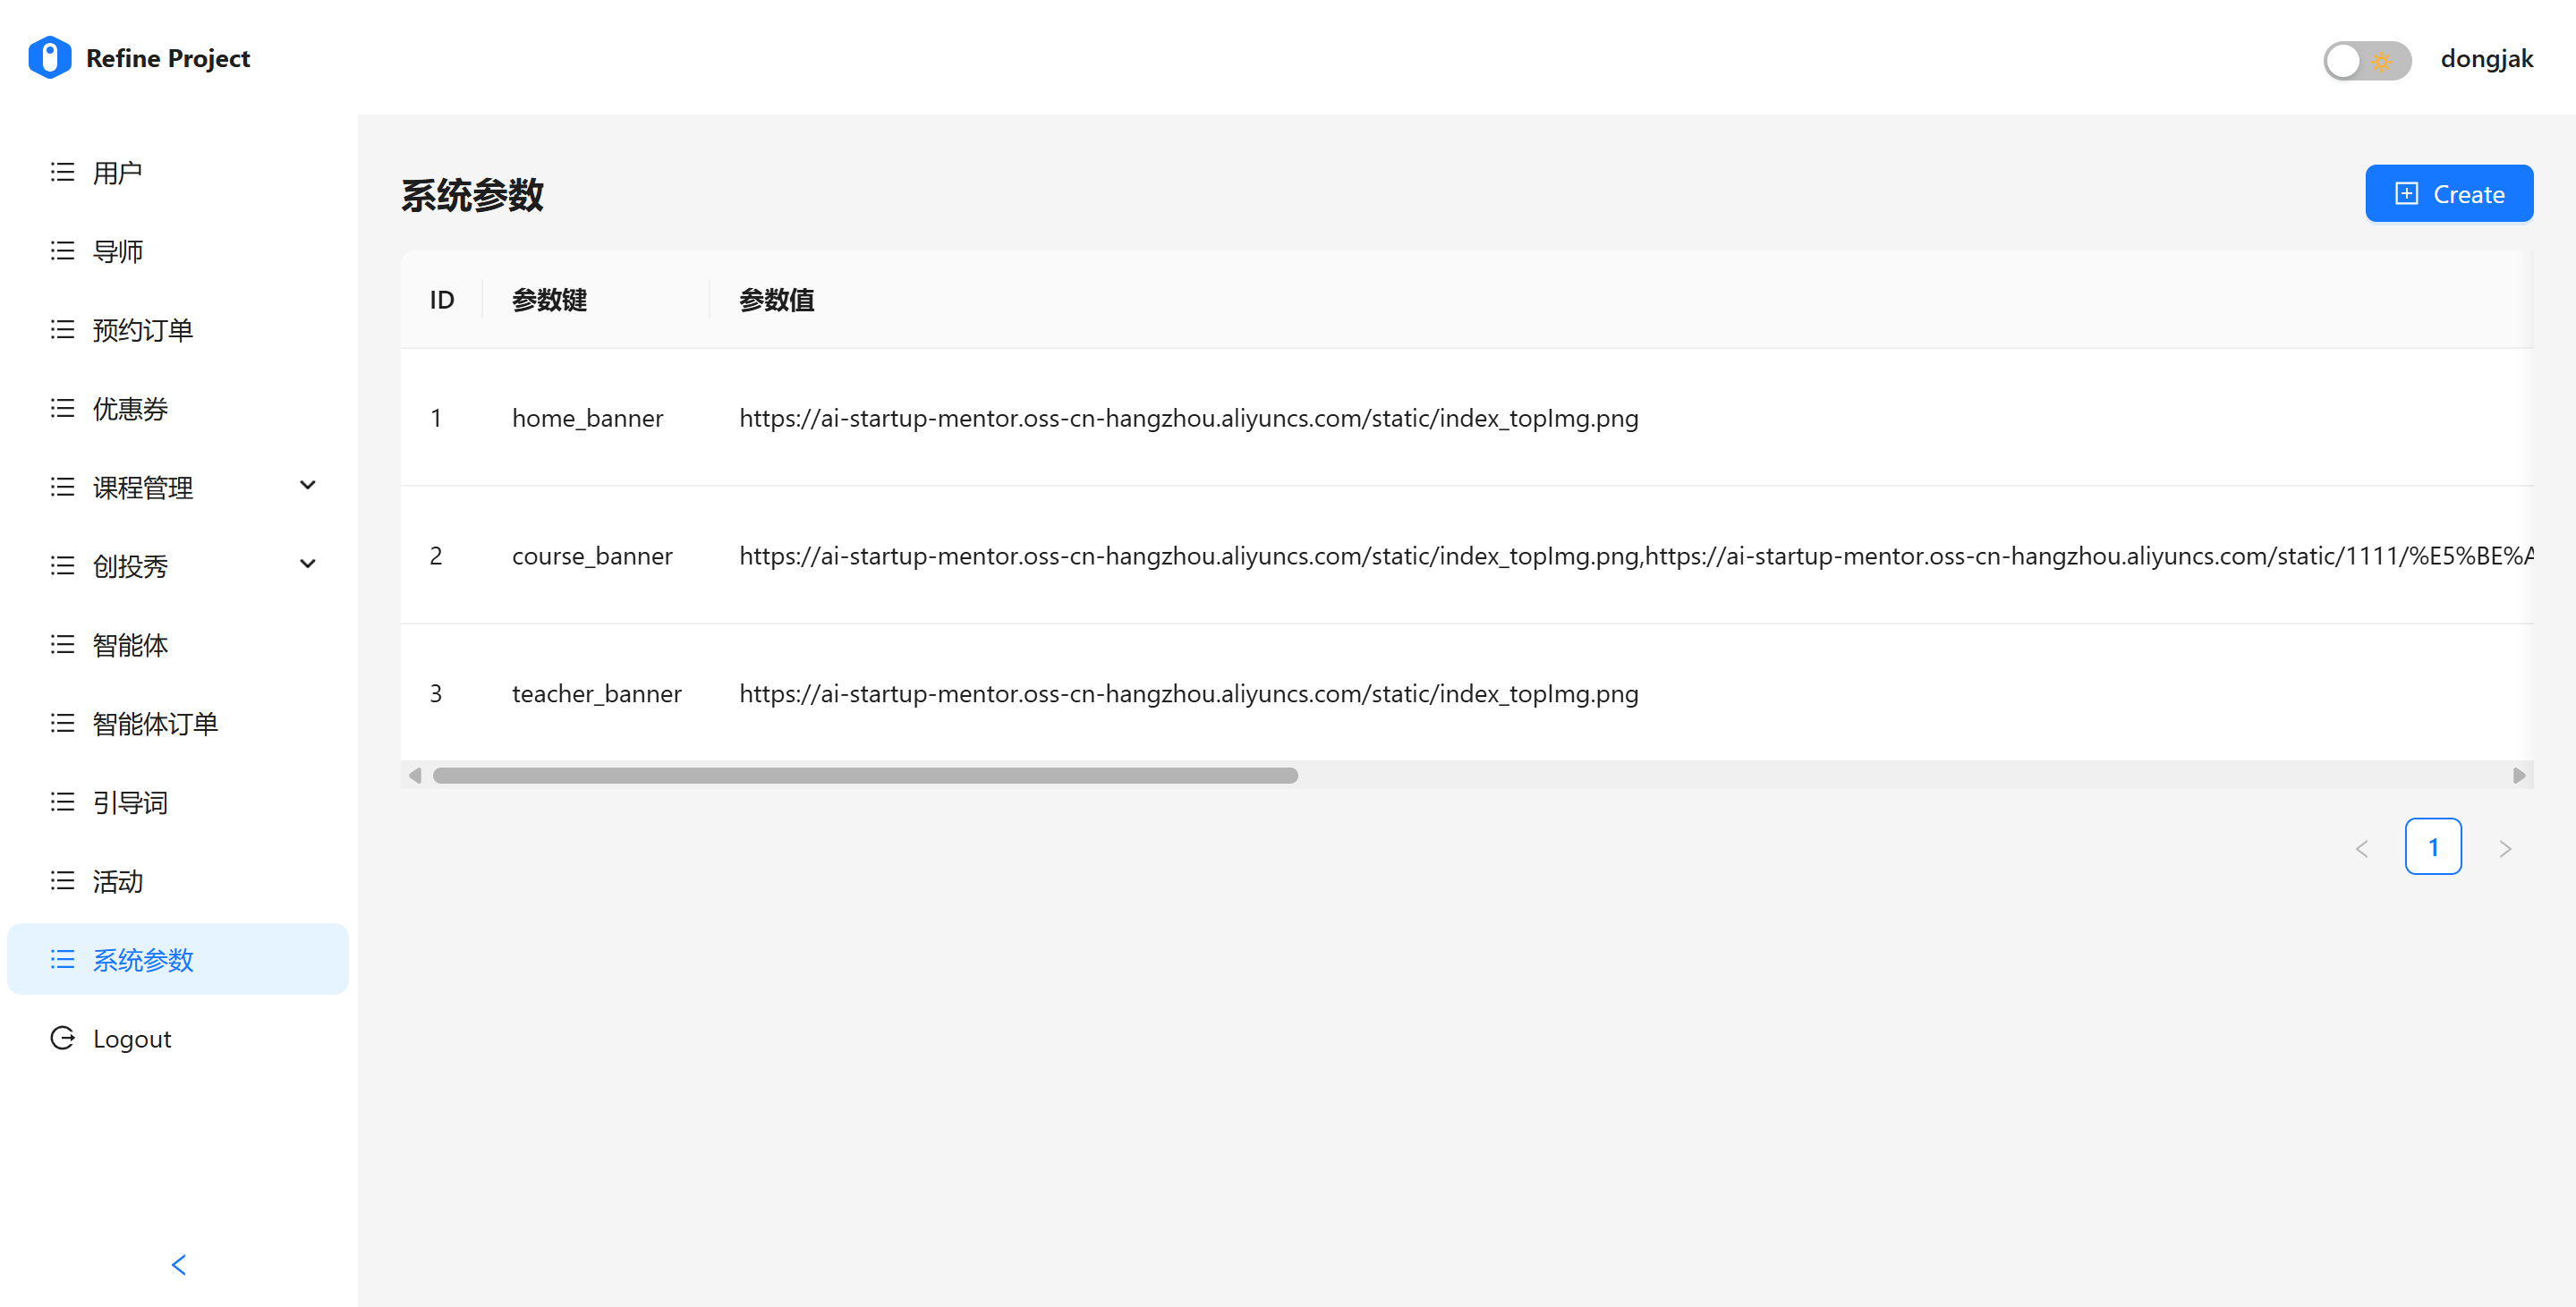 Refine Project
dongjak
用户
导师
预约订单
优惠券
课程管理
创投秀
智能体
智能体订单
引导词
活动
系统参数
Logout
系统参数
Create
ID 参数键 参数值
1 home_banner https://ai-startup-mentor.oss-cn-hangzhou.aliyuncs.com/static/index_topImg.png
2 course_banner https://ai-startup-mentor.oss-cn-hangzhou.aliyuncs.com/static/index_topImg.png,https://ai-startup-mentor.oss-cn-hangzhou.aliyuncs.com/static/1111/%E5%BE%A
3 teacher_banner https://ai-startup-mentor.oss-cn-hangzhou.aliyuncs.com/static/index_topImg.png
1